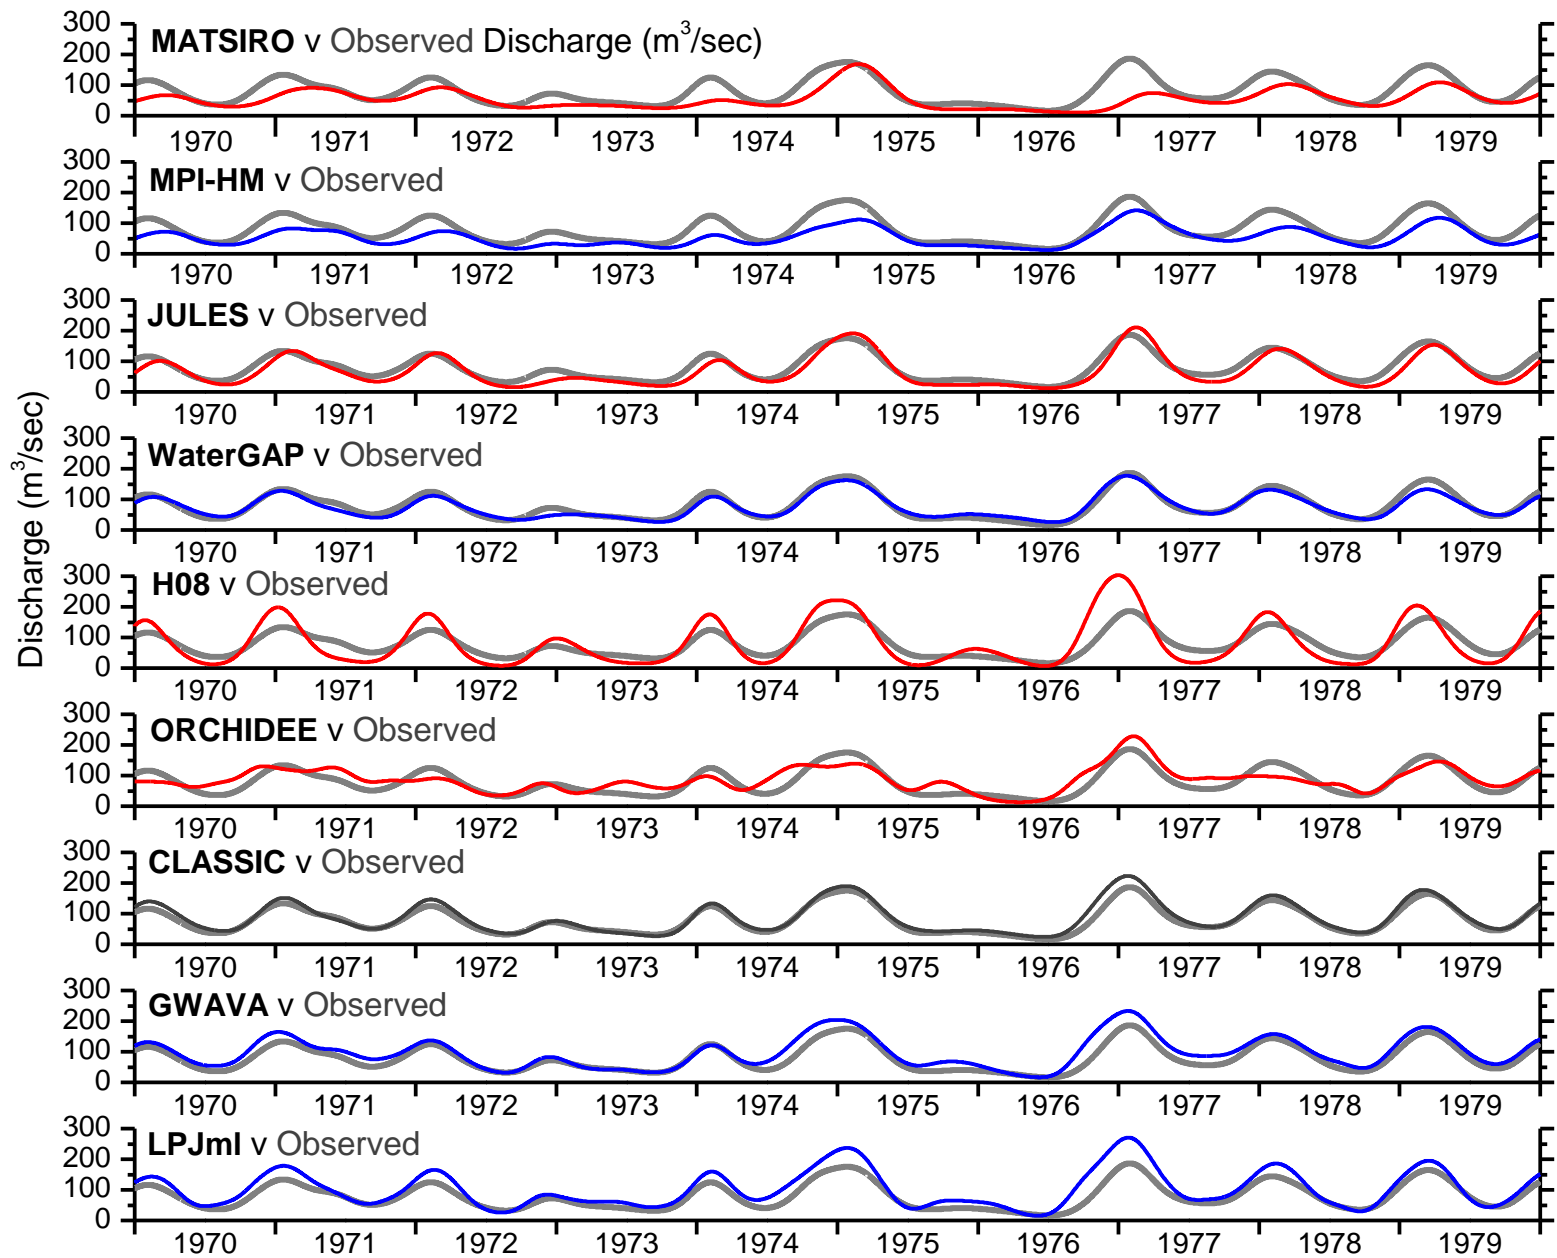 MATSIRO v Observed Discharge (m³/sec)
300
200
100
0
1970 1971 1972 1973 1974 1975 1976 1977 1978 1979
MPI-HM v Observed
300
200
100
0
1970 1971 1972 1973 1974 1975 1976 1977 1978 1979
JULES v Observed
300
200
100
0
1970 1971 1972 1973 1974 1975 1976 1977 1978 1979
WaterGAP v Observed
300
200
100
0
1970 1971 1972 1973 1974 1975 1976 1977 1978 1979
H08 v Observed
300
200
100
0
1970 1971 1972 1973 1974 1975 1976 1977 1978 1979
ORCHIDEE v Observed
300
200
100
0
1970 1971 1972 1973 1974 1975 1976 1977 1978 1979
CLASSIC v Observed
300
200
100
0
1970 1971 1972 1973 1974 1975 1976 1977 1978 1979
GWAVA v Observed
300
200
100
0
1970 1971 1972 1973 1974 1975 1976 1977 1978 1979
LPJml v Observed
300
200
100
0
1970 1971 1972 1973 1974 1975 1976 1977 1978 1979
Discharge (m³/sec)